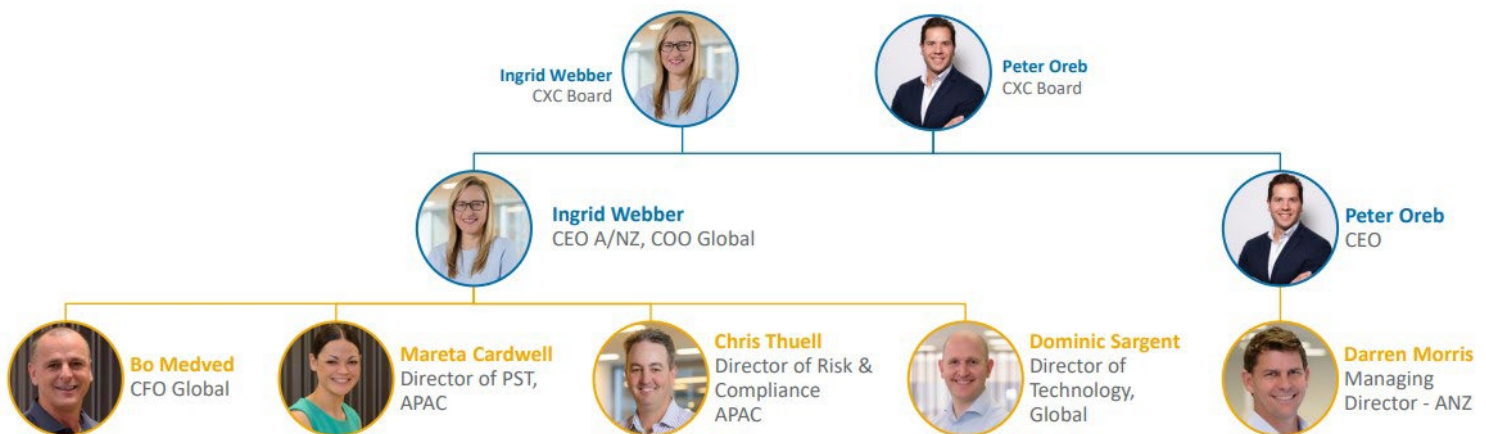 Ingrid Webber
CXC Board
Peter Oreb
CXC Board
Ingrid Webber
CEO A/NZ, COO Global
Peter Oreb
CEO
Bo Medved
CFO Global
Mareta Cardwell
Director of PST,
APAC
Chris Thuell
Director of Risk &
Compliance
APAC
Dominic Sargent
Director of
Technology,
Global
Darren Morris
Managing
Director - ANZ